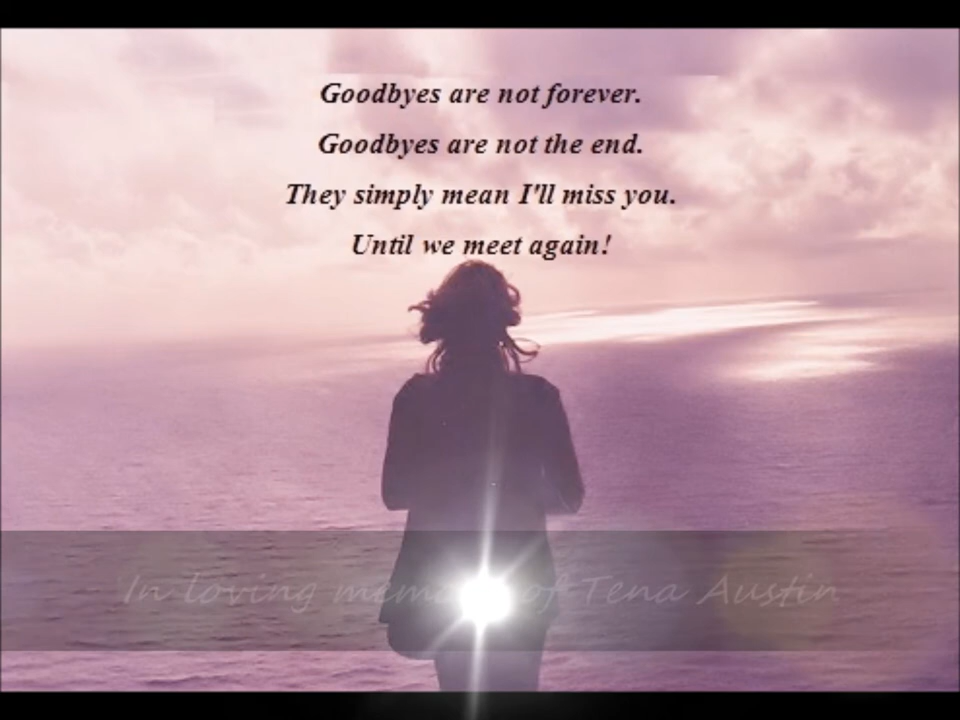 Goodbyes are not forever.
Goodbyes are not the end.
They simply mean I'll miss you.
Until we meet again!
In loving memory of Tena Austin